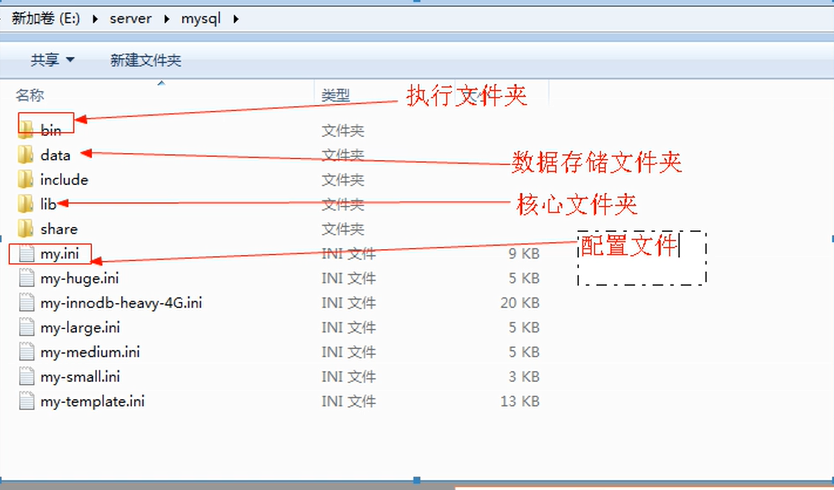 新加卷 (E:) ▸ server ▸ mysql ▸
共享 ▼ 新建文件夹
名称 类型
执行文件夹
bin 文件夹
data 文件夹
数据存储文件夹
include 文件夹
lib 文件夹
核心文件夹
share 文件夹
my.ini INI 文件 9 KB
配置文件
my-huge.ini INI 文件 5 KB
my-innodb-heavy-4G.ini INI 文件 20 KB
my-large.ini INI 文件 5 KB
my-medium.ini INI 文件 5 KB
my-small.ini INI 文件 3 KB
my-template.ini INI 文件 13 KB